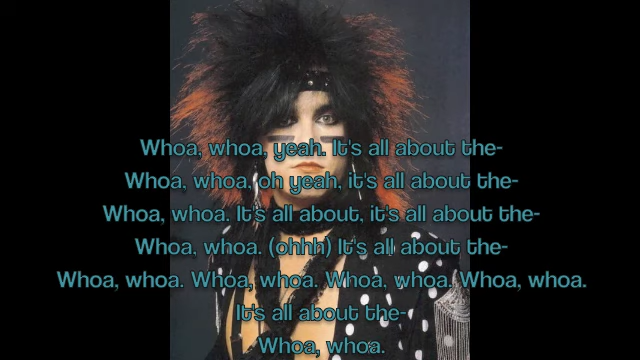 Whoa, whoa, yeah. It's all about the-
Whoa, whoa, oh yeah, it's all about the-
Whoa, whoa. It's all about, it's all about the-
Whoa, whoa. (ohhh) It's all about the-
Whoa, whoa. Whoa, whoa. Whoa, whoa. Whoa, whoa.
It's all about the-
Whoa, whoa.